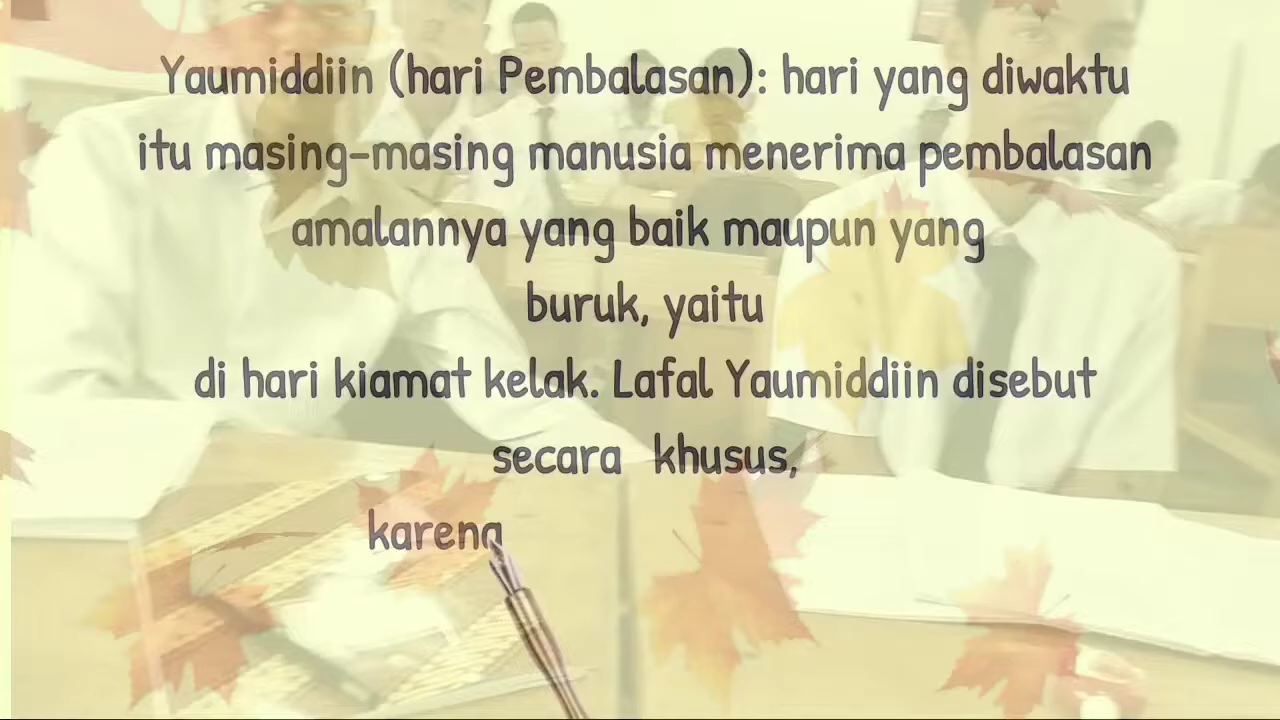 Yaumiddiin (hari Pembalasan): hari yang diwaktu
itu masing-masing manusia menerima pembalasan
amalannya yang baik maupun yang
buruk, yaitu
di hari kiamat kelak. Lafal Yaumiddiin disebut
secara khusus,
karena